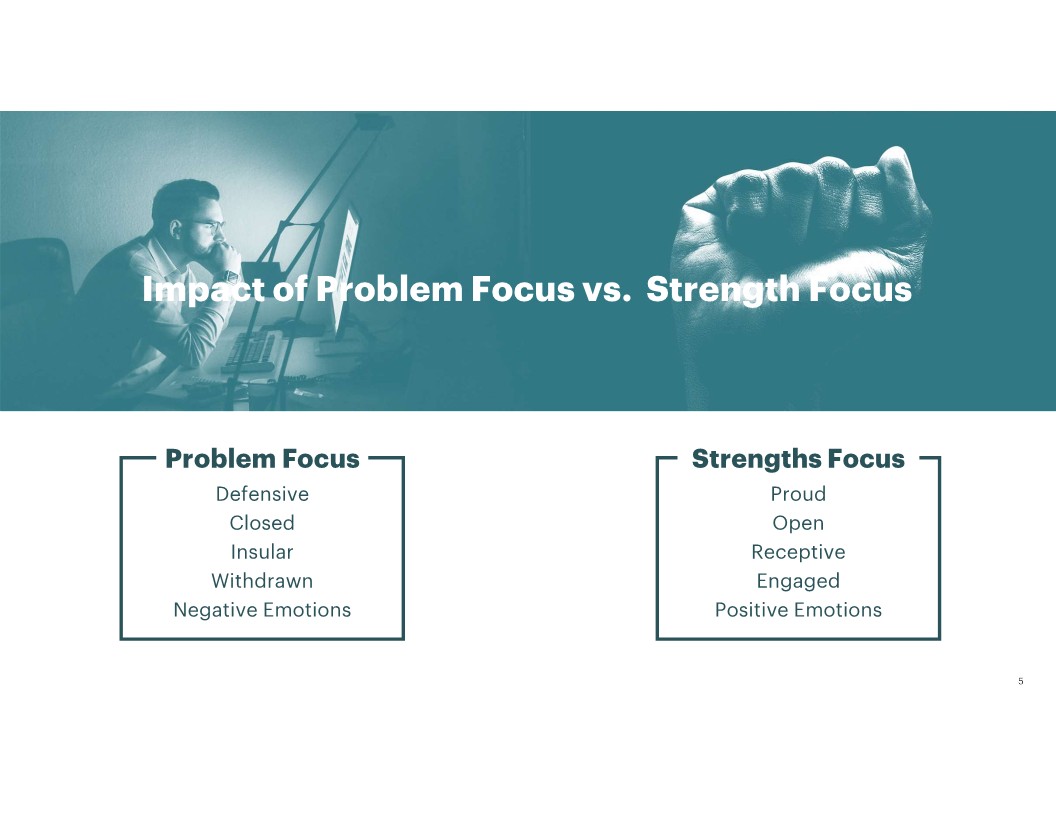 Impact of Problem Focus vs.  Strength Focus
Problem Focus
Defensive
Closed
Insular
Withdrawn
Negative Emotions
Strengths Focus
Proud
Open
Receptive
Engaged
Positive Emotions
5